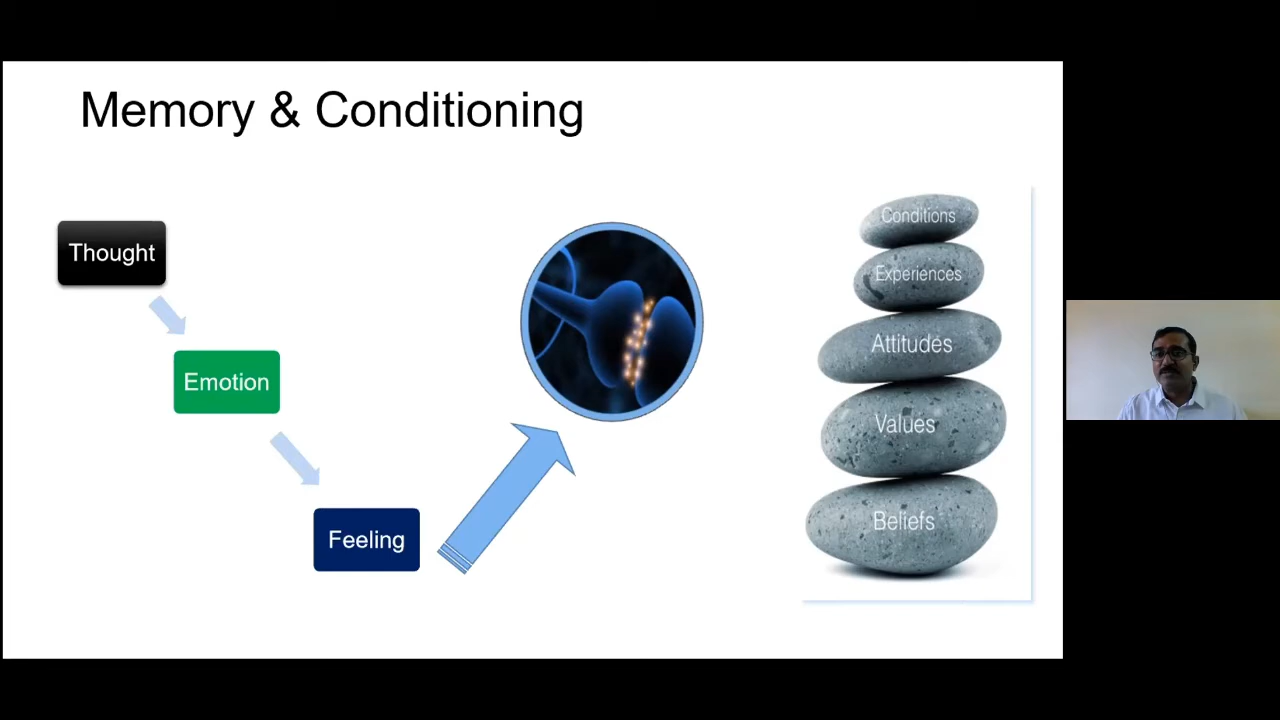 Memory & Conditioning
Thought
Emotion
Feeling
Conditions
Experiences
Attitudes
Values
Beliefs